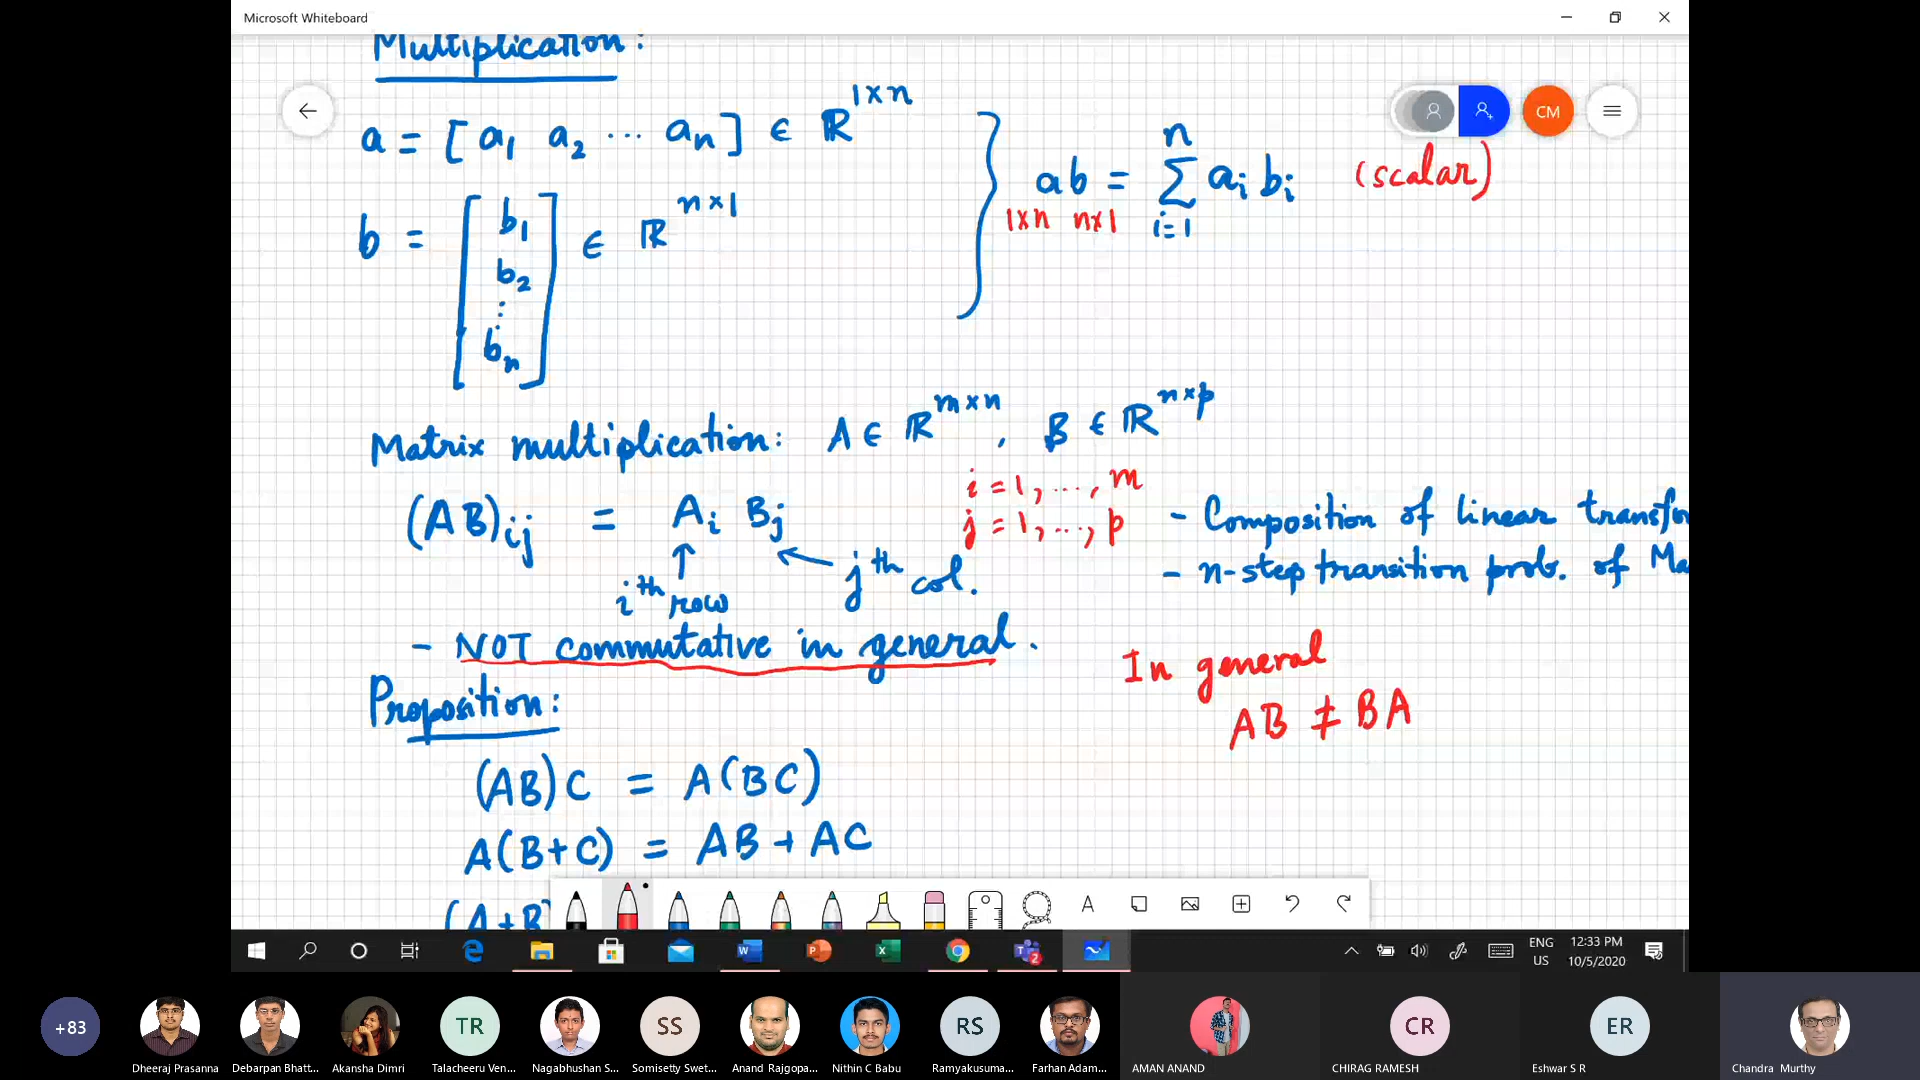 Microsoft Whiteboard
Multiplication:
a = [ a₁ a₂ ⋯ aₙ ] ∈ ℝ^{1×n}
b = [ b₁ b₂ ⋮ bₙ ] ∈ ℝ^{n×1}
ab = ∑_{i=1}^{n} aᵢ bᵢ (scalar)
1×n n×1
CM
Matrix multiplication: A ∈ ℝ^{m×n}, B ∈ ℝ^{n×p}
(AB)ᵢⱼ = Aᵢ Bⱼ
i = 1, ..., m
j = 1, ..., p
iᵗʰ row
jᵗʰ col.
- Composition of linear transfor
- n-step transition prob. of Ma
- NOT commutative in general.
In general
AB ≠ BA
Proposition:
(AB)C = A(BC)
A(B+C) = AB + AC
(A+B)
ENG
US
12:33 PM
10/5/2020
2
+83
TR
SS
RS
CR
ER
Dheeraj Prasanna
Debarpan Bhatt...
Akansha Dimri
Talacheeru Ven...
Nagabhushan S...
Somisetty Swet...
Anand Rajgopa...
Nithin C Babu
Ramyakusuma...
Farhan Adam...
AMAN ANAND
CHIRAG RAMESH
Eshwar S R
Chandra Murthy